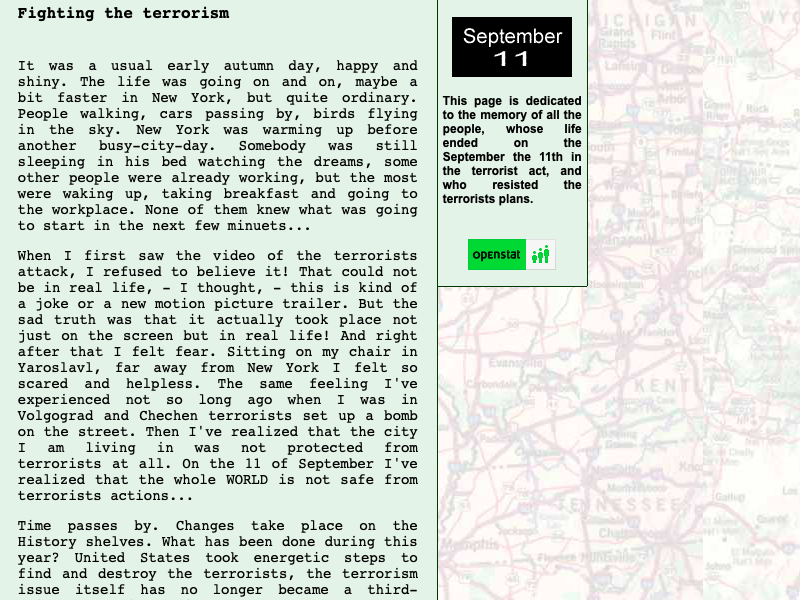 Fighting the terrorism
It was a usual early autumn day, happy and
shiny. The life was going on and on, maybe a
bit faster in New York, but quite ordinary.
People walking, cars passing by, birds flying
in the sky. New York was warming up before
another busy-city-day. Somebody was still
sleeping in his bed watching the dreams, some
other people were already working, but the most
were waking up, taking breakfast and going to
the workplace. None of them knew what was going
to start in the next few minuets...
When I first saw the video of the terrorists
attack, I refused to believe it! That could not
be in real life, – I thought, – this is kind of
a joke or a new motion picture trailer. But the
sad truth was that it actually took place not
just on the screen but in real life! And right
after that I felt fear. Sitting on my chair in
Yaroslavl, far away from New York I felt so
scared and helpless. The same feeling I've
experienced not so long ago when I was in
Volgograd and Chechen terrorists set up a bomb
on the street. Then I've realized that the city
I am living in was not protected from
terrorists at all. On the 11 of September I've
realized that the whole WORLD is not safe from
terrorists actions...
Time passes by. Changes take place on the
History shelves. What has been done during this
year? United States took energetic steps to
find and destroy the terrorists, the terrorism
issue itself has no longer became a third-
September
11
This page is dedicated
to the memory of all the
people, whose life
ended on the
September the 11th in
the terrorist act, and
who resisted the
terrorists plans.
openstat
MICHIGAN
Grand
Rapids
Flint
Lansing
WYO
Evansville
KENT
TENNESSEE
Memphis
Huntsville
Gallup